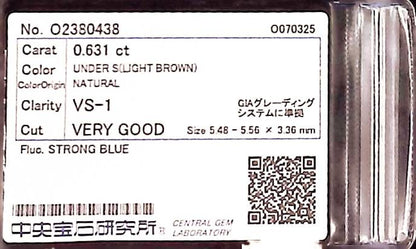 No. O2380438 O070325
Carat 0.631 ct
Color UNDER S(LIGHT BROWN)
ColorOrigin NATURAL
Clarity VS-1 GIAグレーディング
システムに準拠
Cut VERY GOOD Size 5.48 - 5.56 × 3.36 mm
Fluc. STRONG BLUE
中央宝石研究所 CENTRAL GEM
LABORATORY